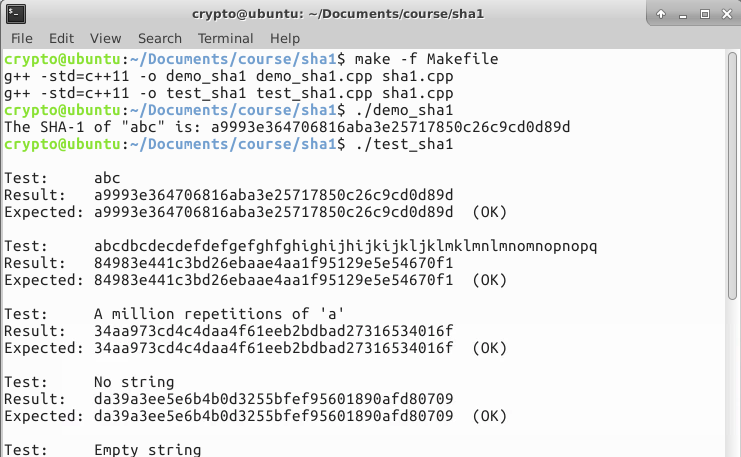 crypto@ubuntu: ~/Documents/course/sha1
File Edit View Search Terminal Help
crypto@ubuntu:~/Documents/course/sha1$ make -f Makefile
g++ -std=c++11 -o demo_sha1 demo_sha1.cpp sha1.cpp
g++ -std=c++11 -o test_sha1 test_sha1.cpp sha1.cpp
crypto@ubuntu:~/Documents/course/sha1$ ./demo_sha1
The SHA-1 of "abc" is: a9993e364706816aba3e25717850c26c9cd0d89d
crypto@ubuntu:~/Documents/course/sha1$ ./test_sha1
Test: abc
Result: a9993e364706816aba3e25717850c26c9cd0d89d
Expected: a9993e364706816aba3e25717850c26c9cd0d89d (OK)
Test: abcdbcdecdefdefgefghfghighijhijkijkljklmklmnlmnomnopnopq
Result: 84983e441c3bd26ebaae4aa1f95129e5e54670f1
Expected: 84983e441c3bd26ebaae4aa1f95129e5e54670f1 (OK)
Test: A million repetitions of 'a'
Result: 34aa973cd4c4daa4f61eeb2bdbad27316534016f
Expected: 34aa973cd4c4daa4f61eeb2bdbad27316534016f (OK)
Test: No string
Result: da39a3ee5e6b4b0d3255bfef95601890afd80709
Expected: da39a3ee5e6b4b0d3255bfef95601890afd80709 (OK)
Test: Empty string